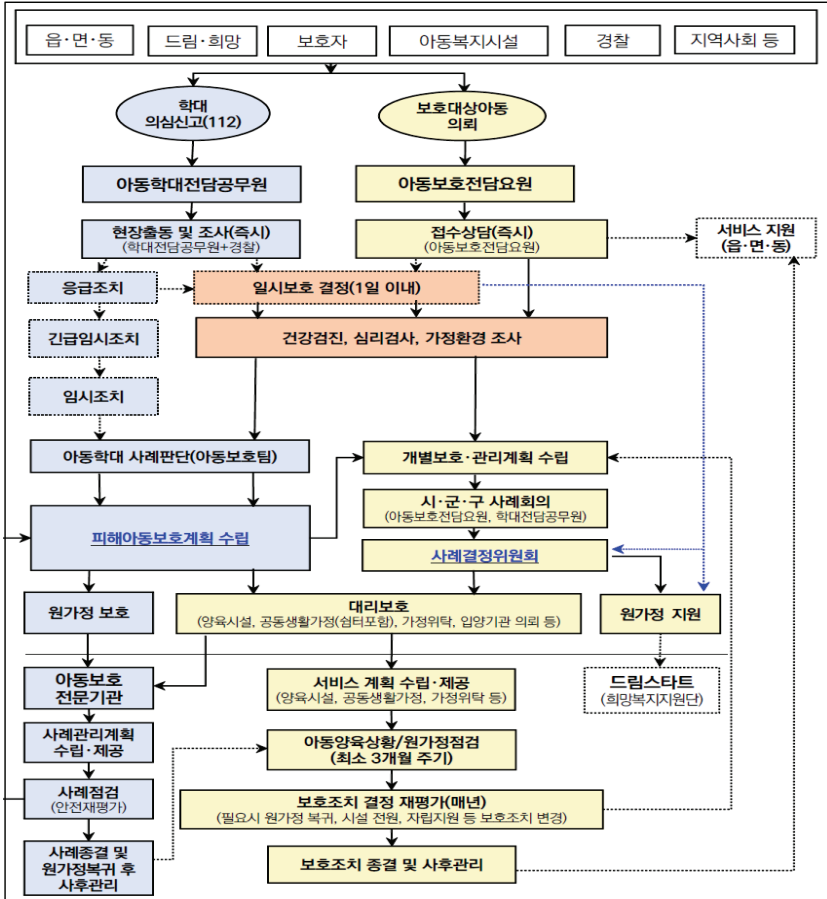 읍·면·동
드림·희망
보호자
아동복지시설
경찰
지역사회 등
학대
의심신고(112)
보호대상아동
의뢰
아동학대전담공무원
아동보호전담요원
현장출동 및 조사(즉시)
(학대전담공무원+경찰)
접수상담(즉시)
(아동보호전담요원)
서비스 지원
(읍·면·동)
응급조치
일시보호 결정(1일 이내)
긴급임시조치
건강검진, 심리검사, 가정환경 조사
임시조치
아동학대 사례판단(아동보호팀)
개별보호·관리계획 수립
시·군·구 사례회의
(아동보호전담요원, 학대전담공무원)
피해아동보호계획 수립
사례결정위원회
원가정 보호
대리보호
(양육시설, 공동생활가정(쉼터포함), 가정위탁, 입양기관 의뢰 등)
원가정 지원
아동보호
전문기관
서비스 계획 수립·제공
(양육시설, 공동생활가정, 가정위탁 등)
드림스타트
(희망복지지원단)
사례관리계획
수립·제공
아동양육상황/원가정점검
(최소 3개월 주기)
사례점검
(안전재평가)
보호조치 결정 재평가(매년)
(필요시 원가정 복귀, 시설 전원, 자립지원 등 보호조치 변경)
사례종결 및
원가정복귀 후
사후관리
보호조치 종결 및 사후관리